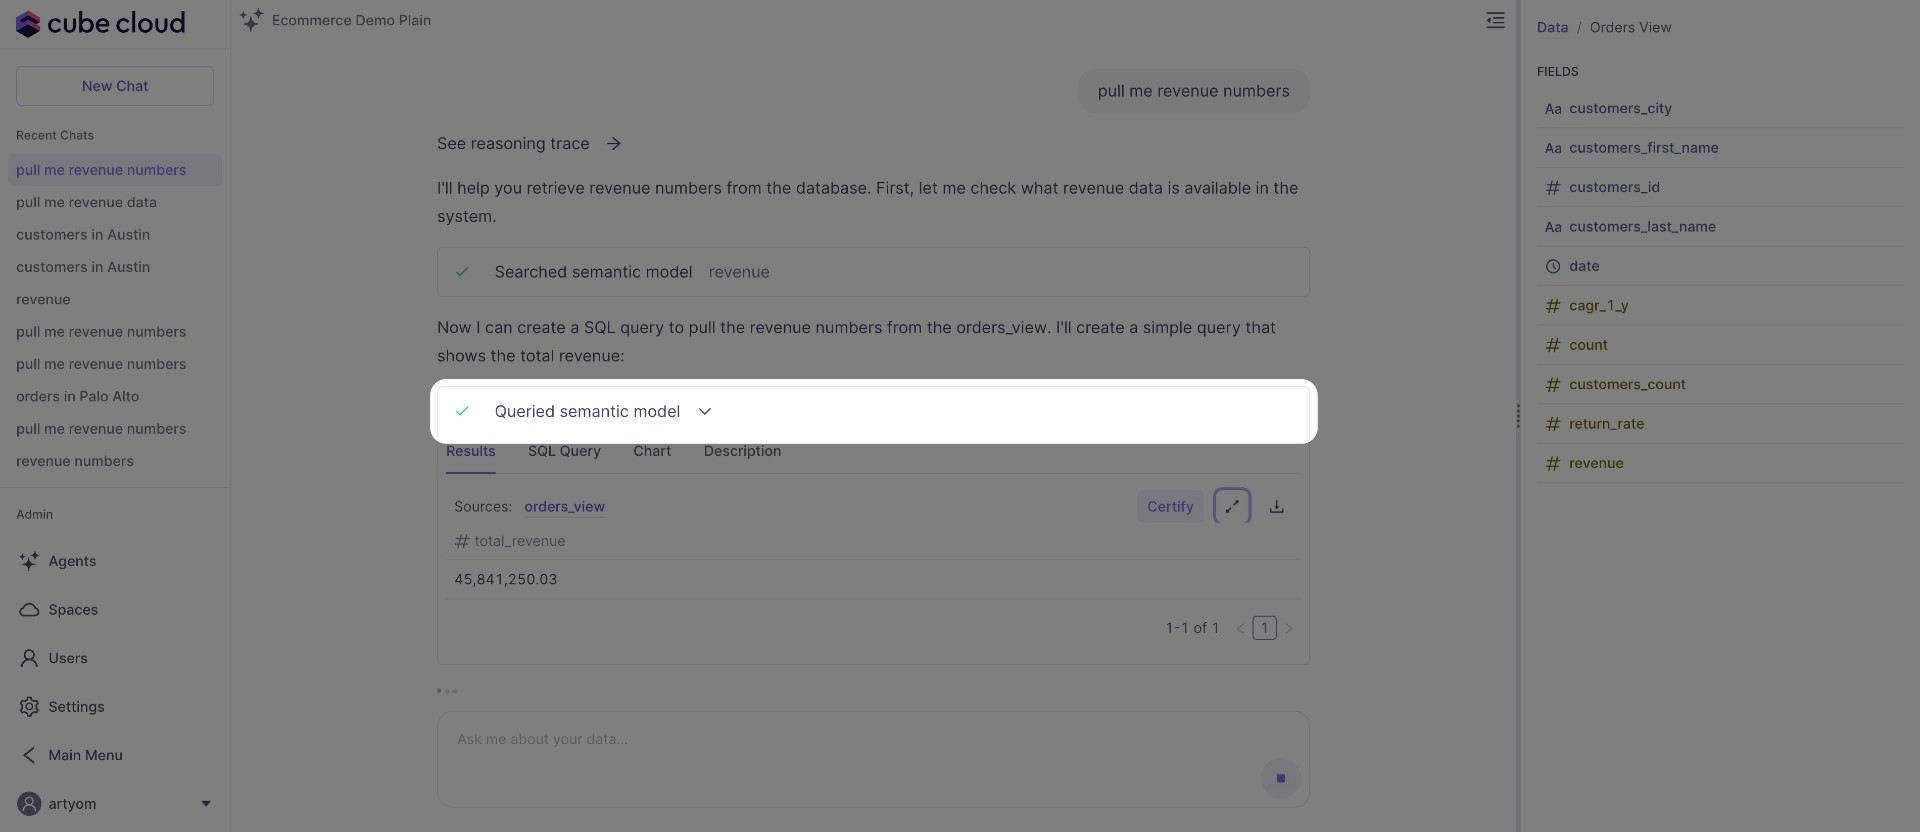 cube cloud
New Chat
Recent Chats
pull me revenue numbers
pull me revenue data
customers in Austin
customers in Austin
revenue
pull me revenue numbers
pull me revenue numbers
orders in Palo Alto
pull me revenue numbers
revenue numbers
Admin
Agents
Spaces
Users
Settings
Main Menu
artyom
Ecommerce Demo Plain
pull me revenue numbers
See reasoning trace
I'll help you retrieve revenue numbers from the database. First, let me check what revenue data is available in the
system.
Searched semantic model revenue
Now I can create a SQL query to pull the revenue numbers from the orders_view. I'll create a simple query that
shows the total revenue:
Queried semantic model
Results SQL Query Chart Description
Sources: orders_view Certify
# total_revenue
45,841,250.03
1-1 of 1 < 1 >
Ask me about your data...
Data / Orders View
FIELDS
Aa customers_city
Aa customers_first_name
# customers_id
Aa customers_last_name
date
# cagr_1_y
# count
# customers_count
# return_rate
# revenue